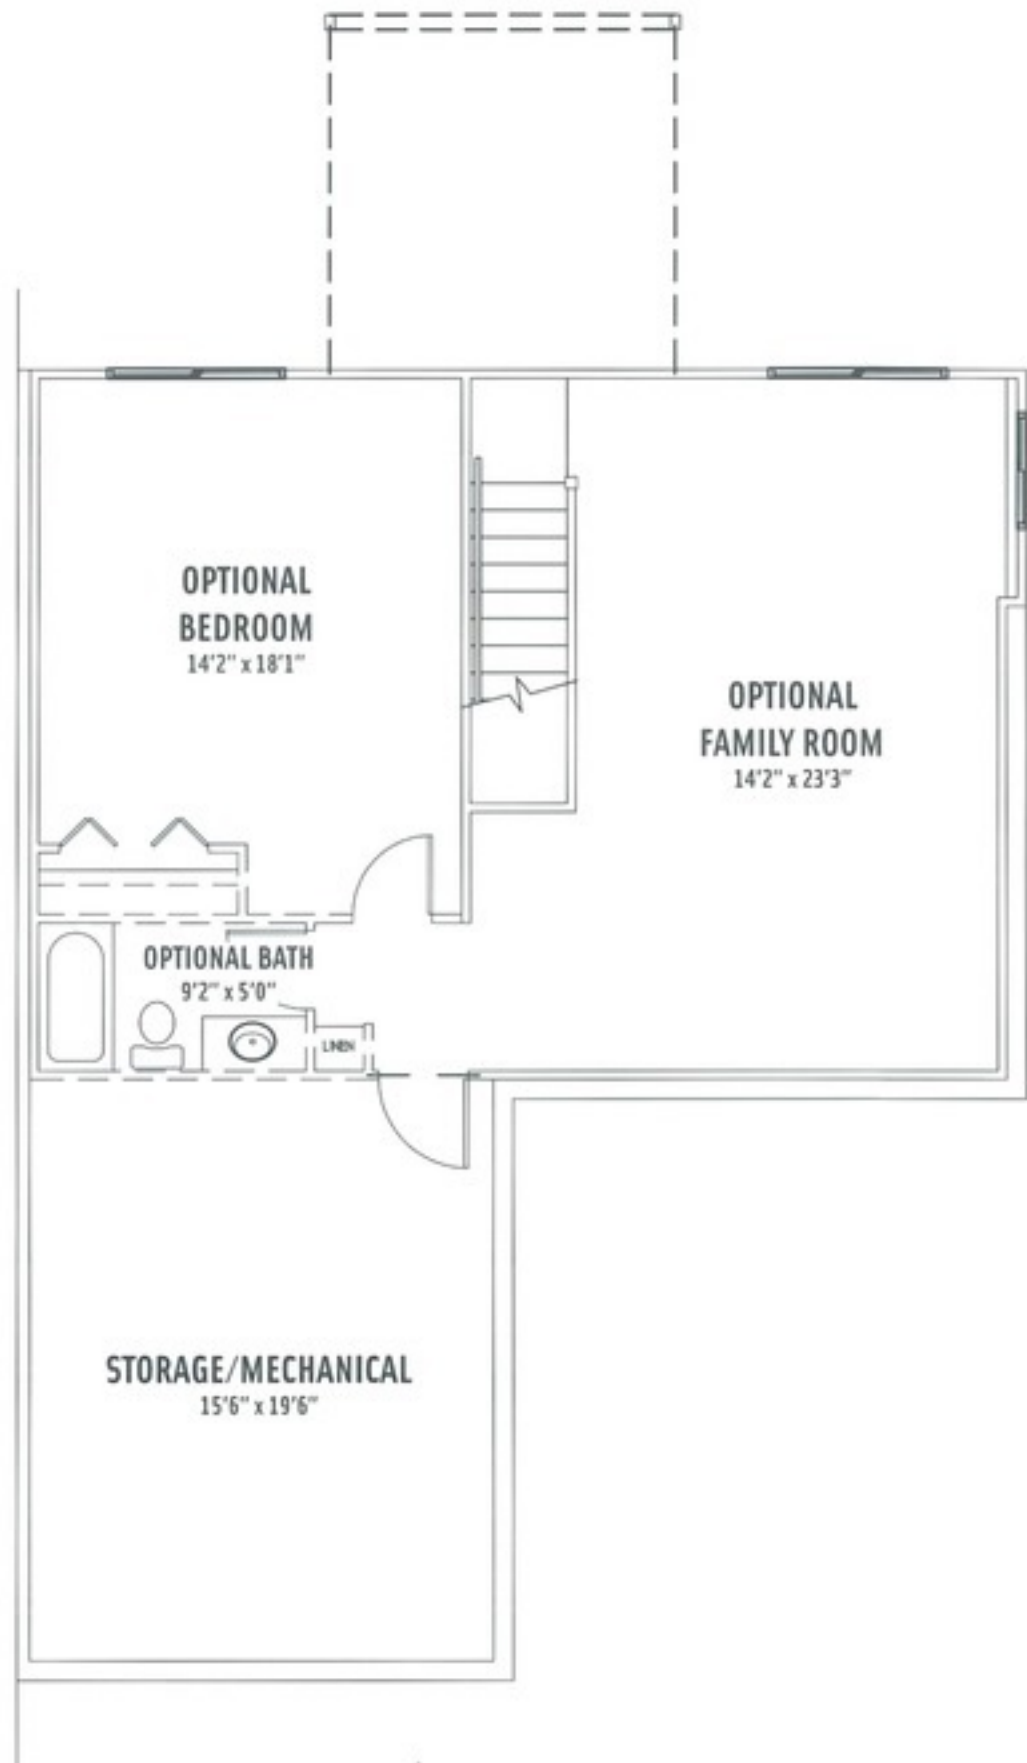 OPTIONAL
BEDROOM
14'2" x 18'1"
OPTIONAL
FAMILY ROOM
14'2" x 23'3"
OPTIONAL BATH
9'2" x 5'0"
LINEN
STORAGE/MECHANICAL
15'6" x 19'6"